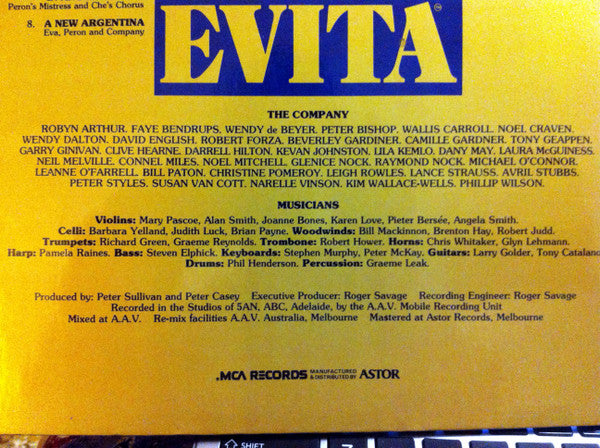 Peron's Mistress and Che's Chorus
8. A NEW ARGENTINA
Eva, Peron and Company
EVITA
TM
THE COMPANY
ROBYN ARTHUR. FAYE BENDRUPS. WENDY de BEYER. PETER BISHOP. WALLIS CARROLL. NOEL CRAVEN.
WENDY DALTON. DAVID ENGLISH. ROBERT FORZA. BEVERLEY GARDINER. CAMILLE GARDNER. TONY GEAPPEN.
GARRY GINIVAN. CLIVE HEARNE. DARRELL HILTON. KEVAN JOHNSTON. LILA KEMLO. DANY MAY. LAURA McGUINESS.
NEIL MELVILLE. CONNEL MILES. NOEL MITCHELL. GLENICE NOCK. RAYMOND NOCK. MICHAEL O'CONNOR.
LEANNE O'FARRELL. BILL PATON. CHRISTINE POMEROY. LEIGH ROWLES. LANCE STRAUSS. AVRIL STUBBS.
PETER STYLES. SUSAN VAN COTT. NARELLE VINSON. KIM WALLACE-WELLS. PHILLIP WILSON.
MUSICIANS
Violins: Mary Pascoe, Alan Smith, Joanne Bones, Karen Love, Pieter Bersée, Angela Smith.
Celli: Barbara Yelland, Judith Luck, Brian Payne. Woodwinds: Bill Mackinnon, Brenton Hay, Robert Judd.
Trumpets: Richard Green, Graeme Reynolds. Trombone: Robert Hower. Horns: Chris Whitaker, Glyn Lehmann.
Harp: Pamela Raines. Bass: Steven Elphick. Keyboards: Stephen Murphy, Peter McKay. Guitars: Larry Golder, Tony Catalano
Drums: Phil Henderson. Percussion: Graeme Leak.
Produced by: Peter Sullivan and Peter Casey Executive Producer: Roger Savage Recording Engineer: Roger Savage
Recorded in the Studios of 5AN, ABC, Adelaide, by the A.A.V. Mobile Recording Unit
Mixed at A.A.V. Re-mix facilities A.A.V. Australia, Melbourne Mastered at Astor Records, Melbourne
.MCA RECORDS MANUFACTURED & DISTRIBUTED BY ASTOR
SHIFT